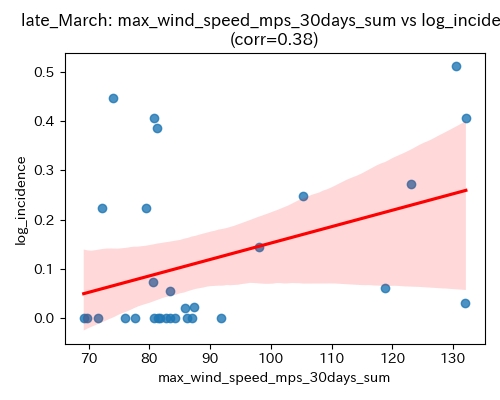 late_March: max_wind_speed_mps_30days_sum vs log_incide
(corr=0.38)
0.5
0.4
0.3
0.2
0.1
0.0
log_incidence
70 80 90 100 110 120 130
max_wind_speed_mps_30days_sum